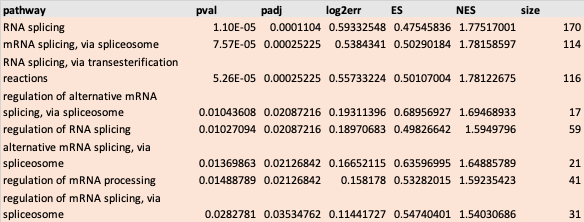 pathway pval padj log2err ES NES size
RNA splicing 1.10E-05 0.0001104 0.59332548 0.47545836 1.77517001 170
mRNA splicing, via spliceosome 7.57E-05 0.00025225 0.5384341 0.50290184 1.78158597 114
RNA splicing, via transesterification
reactions 5.26E-05 0.00025225 0.55733224 0.50107004 1.78122675 116
regulation of alternative mRNA
splicing, via spliceosome 0.01043608 0.02087216 0.19311396 0.68956927 1.69468933 17
regulation of RNA splicing 0.01027094 0.02087216 0.18970683 0.49826642 1.5949796 59
alternative mRNA splicing, via
spliceosome 0.01369863 0.02126842 0.16652115 0.63596995 1.64885789 21
regulation of mRNA processing 0.01488789 0.02126842 0.158178 0.53282015 1.59235423 41
regulation of mRNA splicing, via
spliceosome 0.0282781 0.03534762 0.11441727 0.54740401 1.54030686 31